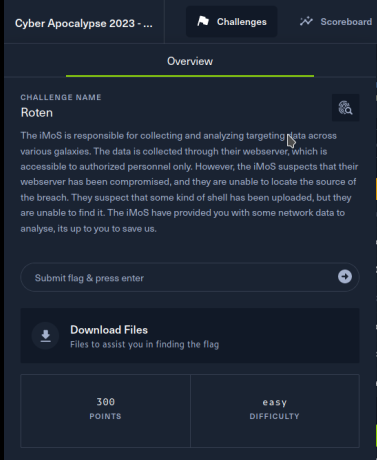 Cyber Apocalypse 2023 - ...
Challenges
Scoreboard
Overview
CHALLENGE NAME
Roten
The iMoS is responsible for collecting and analyzing targeting data across
various galaxies. The data is collected through their webserver, which is
accessible to authorized personnel only. However, the iMoS suspects that their
webserver has been compromised, and they are unable to locate the source of
the breach. They suspect that some kind of shell has been uploaded, but they
are unable to find it. The iMoS have provided you with some network data to
analyse, its up to you to save us.
Submit flag & press enter
Download Files
Files to assist you in finding the flag
300
POINTS
easy
DIFFICULTY